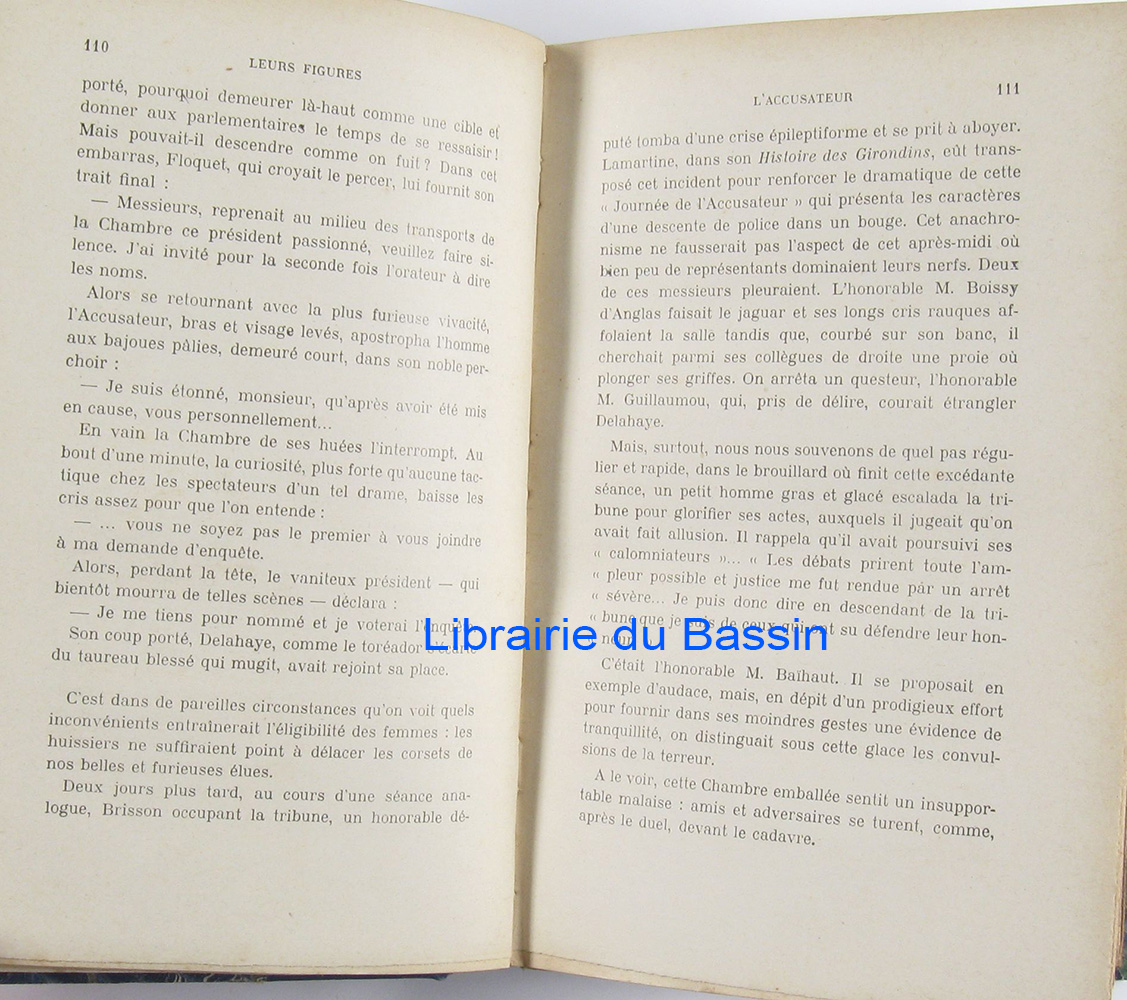 110
LEURS FIGURES
porté, pourquoi demeurer là-haut comme une cible et
donner aux parlementaires le temps de se ressaisir!
Mais pouvait-il descendre comme on fuit? Dans cet
embarras, Floquet, qui croyait le percer, lui fournit son
trait final :
— Messieurs, reprenait au milieu des transports de
la Chambre ce président passionné, veuillez faire si-
lence. J'ai invité pour la seconde fois l'orateur à dire
les noms.
Alors se retournant avec la plus furieuse vivacité,
l'Accusateur, bras et visage levés, apostropha l'homme
aux bajoues pâlies, demeuré court, dans son noble per-
choir :
— Je suis étonné, monsieur, qu'après avoir été mis
en cause, vous personnellement...
En vain la Chambre de ses huées l'interrompt. Au
bout d'une minute, la curiosité, plus forte qu'aucune tac-
tique chez les spectateurs d'un tel drame, baisse les
cris assez pour que l'on entende :
— ... vous ne soyez pas le premier à vous joindre
à ma demande d'enquête.
Alors, perdant la tête, le vaniteux président — qui
bientôt mourra de telles scènes — déclara :
— Je me tiens pour nommé et je voterai l'enquête.
Son coup porté, Delahaye, comme le toréador s'écarte
du taureau blessé qui mugit, avait rejoint sa place.
C'est dans de pareilles circonstances qu'on voit quels
inconvénients entraînerait l'éligibilité des femmes : les
huissiers ne suffiraient point à délacer les corsets de
nos belles et furieuses élues.
Deux jours plus tard, au cours d'une séance ana-
logue, Brisson occupant la tribune, un honorable dé-
L'ACCUSATEUR
111
puté tomba d'une crise épileptiforme et se prit à aboyer.
Lamartine, dans son Histoire des Girondins, eût trans-
posé cet incident pour renforcer le dramatique de cette
« Journée de l'Accusateur » qui présenta les caractères
d'une descente de police dans un bouge. Cet anachro-
nisme ne fausserait pas l'aspect de cet après-midi où
bien peu de représentants dominaient leurs nerfs. Deux
de ces messieurs pleuraient. L'honorable M. Boissy
d'Anglas faisait le jaguar et ses longs cris rauques af-
folaient la salle tandis que, courbé sur son banc, il
cherchait parmi ses collègues de droite une proie où
plonger ses griffes. On arrêta un questeur, l'honorable
M. Guillaumou, qui, pris de délire, courait étrangler
Delahaye.
Mais, surtout, nous nous souvenons de quel pas régu-
lier et rapide, dans le brouillard où finit cette excédante
séance, un petit homme gras et glacé escalada la tri-
bune pour glorifier ses actes, auxquels il jugeait qu'on
avait fait allusion. Il rappela qu'il avait poursuivi ses
« calomniateurs »... « Les débats prirent toute l'am-
« pleur possible et justice me fut rendue par un arrêt
« sévère... Je puis donc dire en descendant de la tri-
« bune que je suis de ceux qui ont su défendre leur hon-
« neur. »
Librairie du Bassin
C'était l'honorable M. Baïhaut. Il se proposait en
exemple d'audace, mais, en dépit d'un prodigieux effort
pour fournir dans ses moindres gestes une évidence de
tranquillité, on distinguait sous cette glace les convul-
sions de la terreur.
A le voir, cette Chambre emballée sentit un insuppor-
table malaise : amis et adversaires se turent, comme,
après le duel, devant le cadavre.